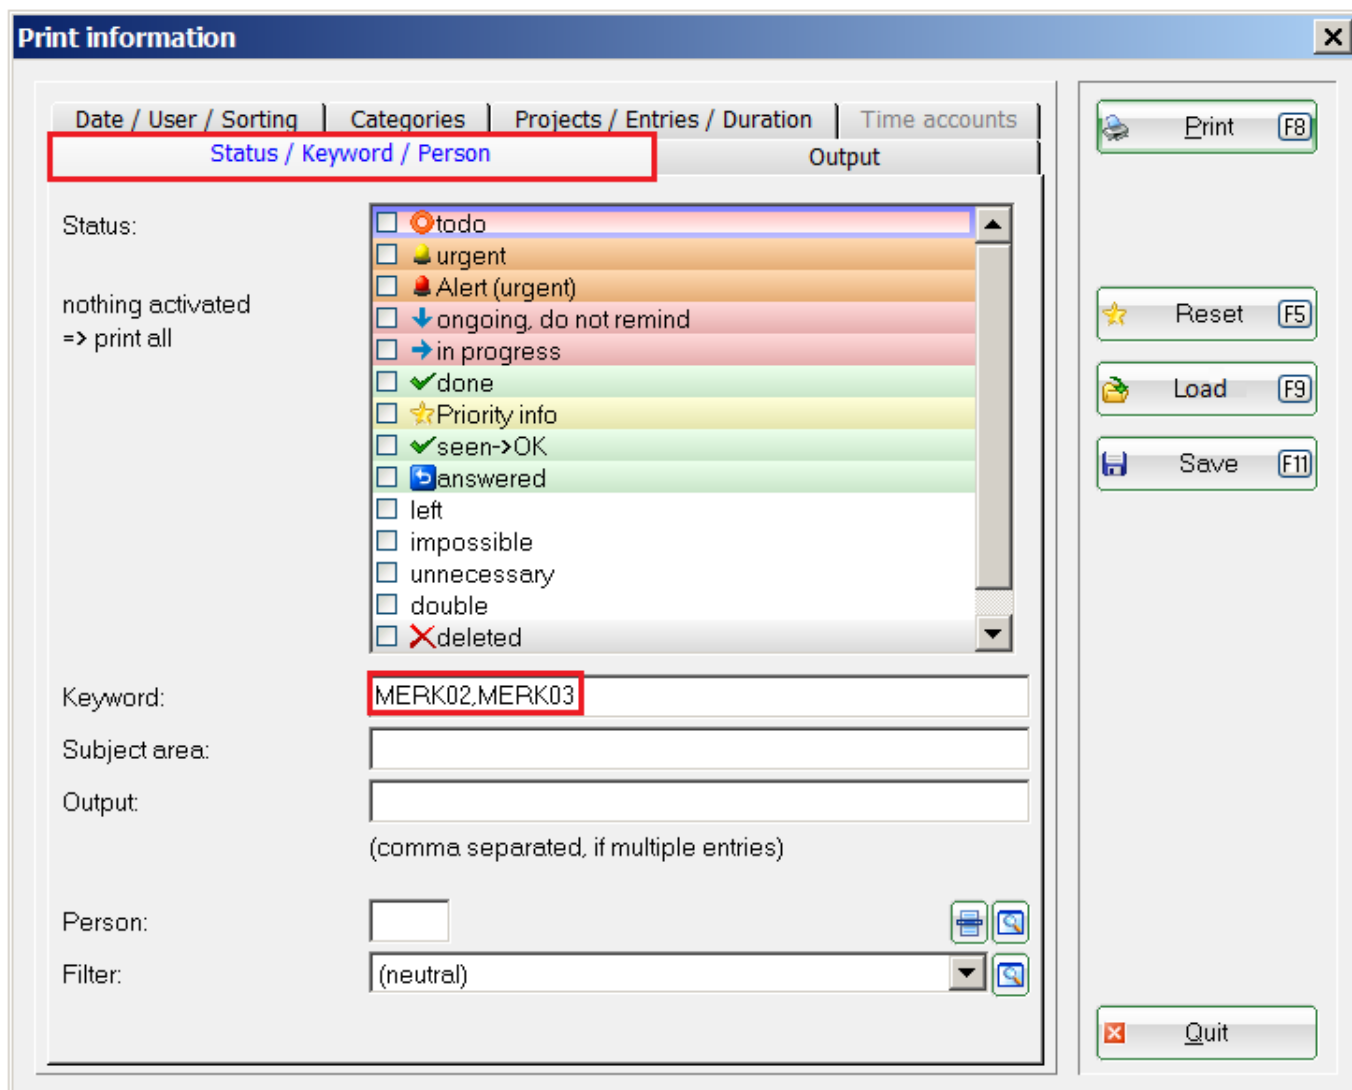 Print information
Date / User / Sorting
Categories
Projects / Entries / Duration
Time accounts
Status / Keyword / Person
Output
Status:
nothing activated
=> print all
todo
urgent
Alert (urgent)
ongoing, do not remind
in progress
done
Priority info
seen->OK
answered
left
impossible
unnecessary
double
deleted
Keyword:
MERK02,MERK03
Subject area:
Output:
(comma separated, if multiple entries)
Person:
Filter:
(neutral)
Print F8
Reset F5
Load F9
Save F11
Quit